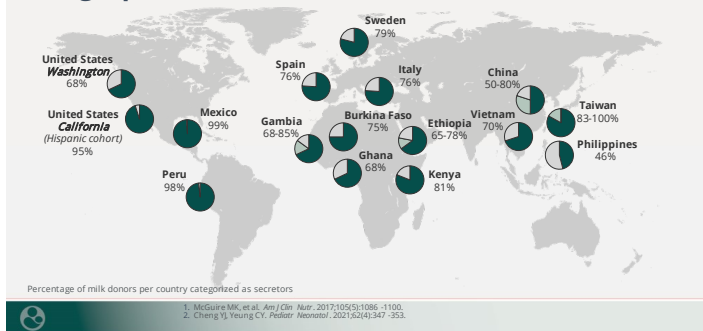 Sweden
79%
United States
Washington
68%
Spain
76%
Italy
76%
China
50-80%
United States
California
(Hispanic cohort)
95%
Mexico
99%
Gambia
68-85%
Burkina Faso
75%
Ethiopia
65-78%
Vietnam
70%
Taiwan
83-100%
Philippines
46%
Ghana
68%
Kenya
81%
Peru
98%
Percentage of milk donors per country categorized as secretors
1. McGuire MK, et al. Am J Clin Nutr. 2017;105(5):1086 -1100.
2. Cheng YJ, Yeung CY. Pediatr Neonatol. 2021;62(4):347 -353.